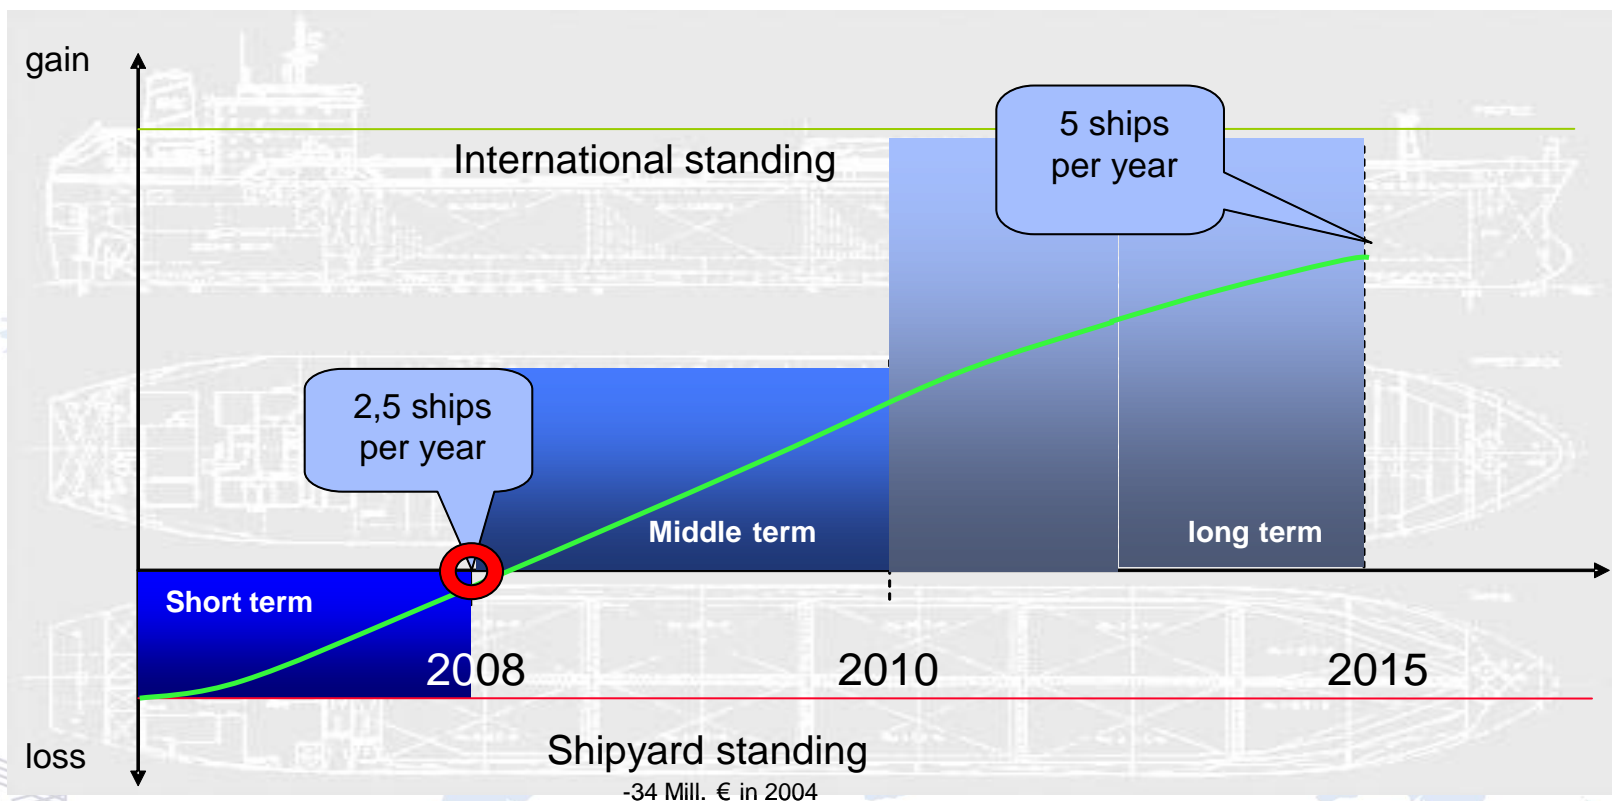 gain
5 ships
per year
International standing
2,5 ships
per year
Middle term
long term
Short term
2008
2010
2015
Shipyard standing
loss
-34 Mill. € in 2004